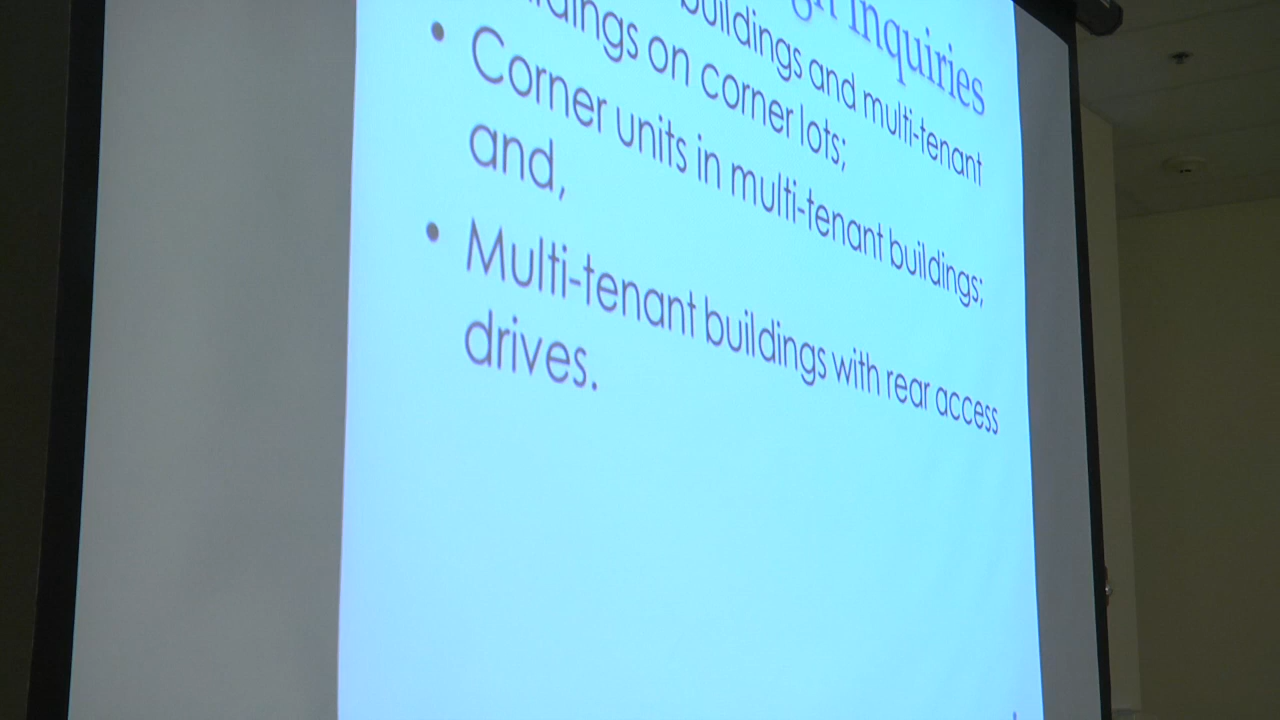 Inquiries
buildings and multi-tenant
on corner lots;
• Corner units in multi-tenant buildings;
and,
• Multi-tenant buildings with rear access
drives.